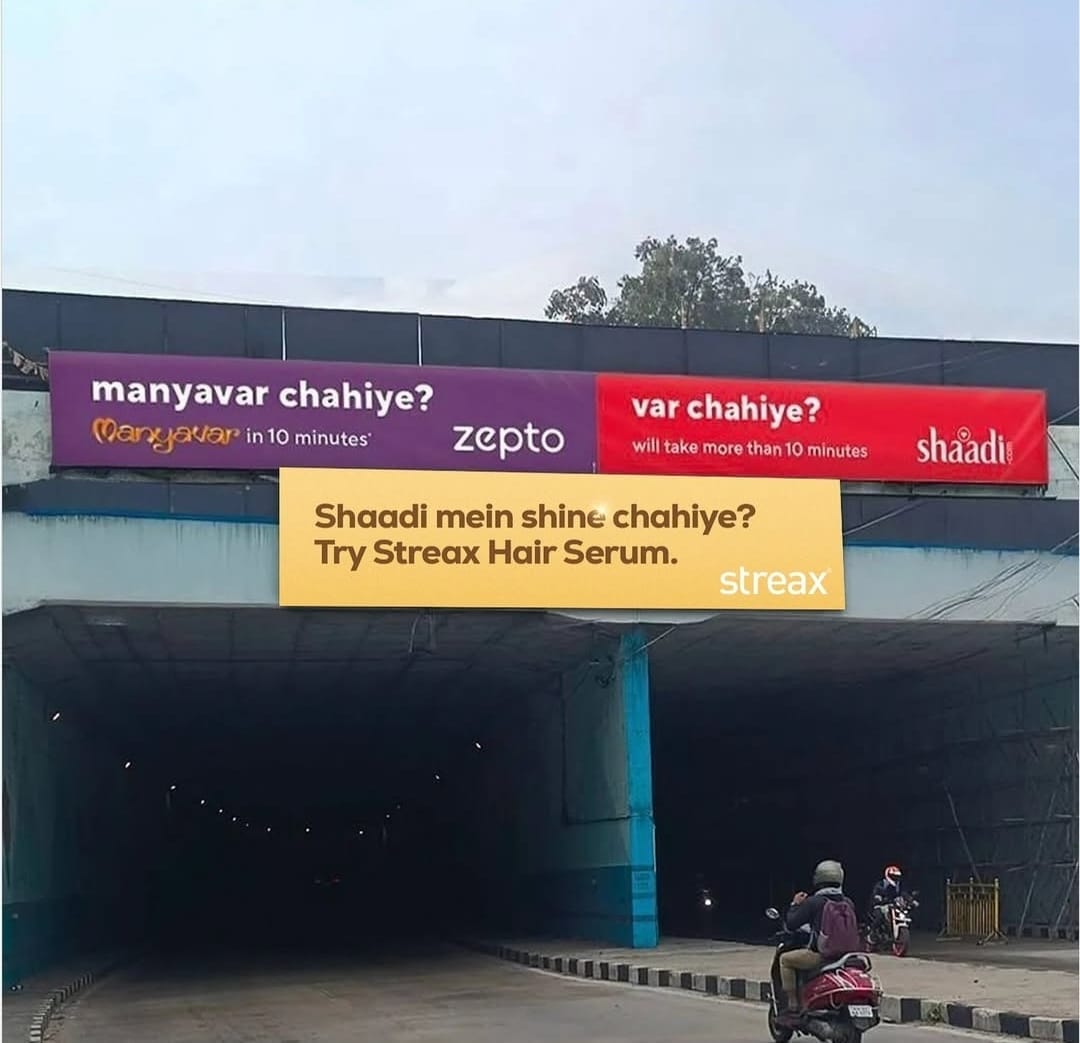 manyavar chahiye?
Manyavar in 10 minutes*
zepto
var chahiye?
will take more than 10 minutes
shaadi.com
Shaadi mein shine chahiye?
Try Streax Hair Serum.
streax